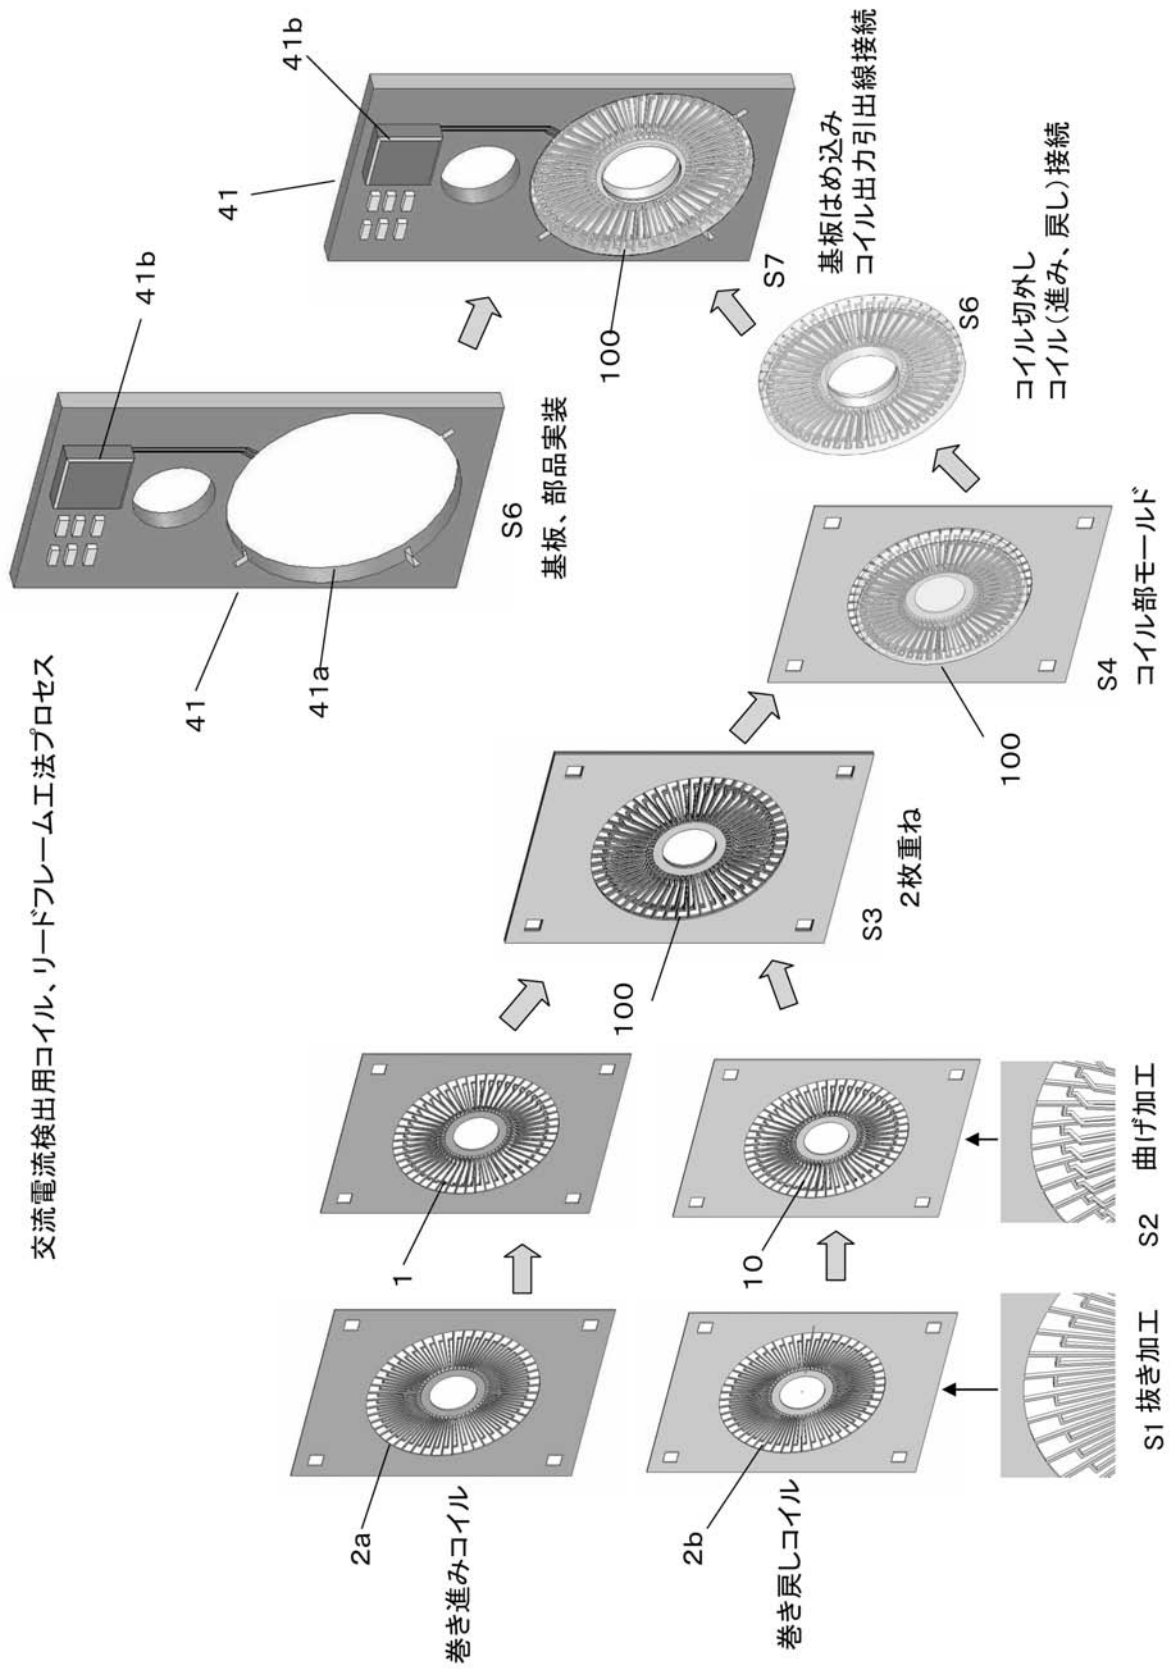 交流電流検出用コイル、リードフレーム工法プロセス
巻き進みコイル
2a
1
巻き戻しコイル
2b
10
S1 抜き加工
S2 曲げ加工
100
S3
2枚重ね
100
S4
コイル部モールド
41
41a
41b
S6
基板、部品実装
S6
コイル切外し
コイル(進み、戻し)接続
41
41b
100
S7
基板はめ込み
コイル出力引出線接続